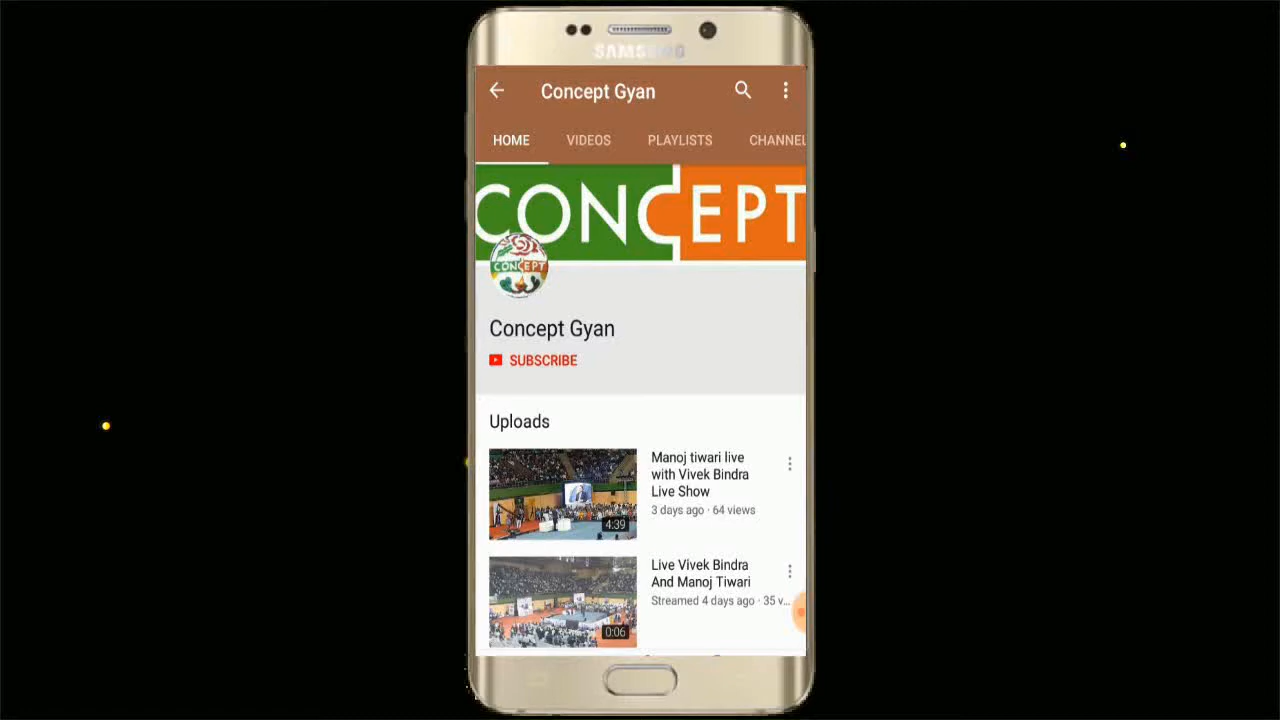 SAMSUNG
Concept Gyan
HOME VIDEOS PLAYLISTS CHANNEL
CONCEPT
CONCEPT
Concept Gyan
SUBSCRIBE
Uploads
Manoj tiwari live
with Vivek Bindra
Live Show
3 days ago · 64 views
4:39
Live Vivek Bindra
And Manoj Tiwari
Streamed 4 days ago · 35 v...
0:06